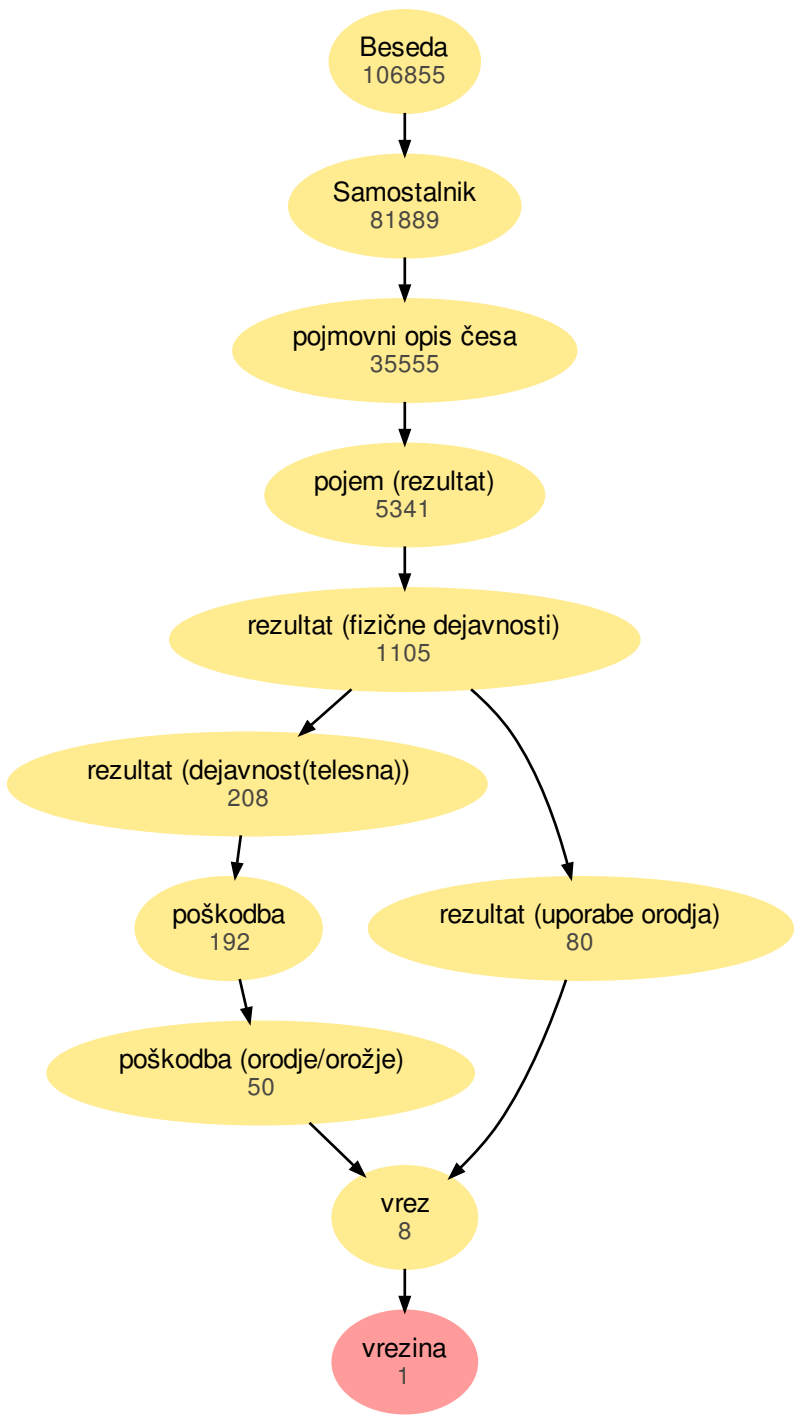 Beseda
106855
Samostalnik
81889
pojmovni opis česa
35555
pojem (rezultat)
5341
rezultat (fizične dejavnosti)
1105
rezultat (dejavnost(telesna))
208
poškodba
192
rezultat (uporabe orodja)
80
poškodba (orodje/orožje)
50
vrez
8
vrezina
1